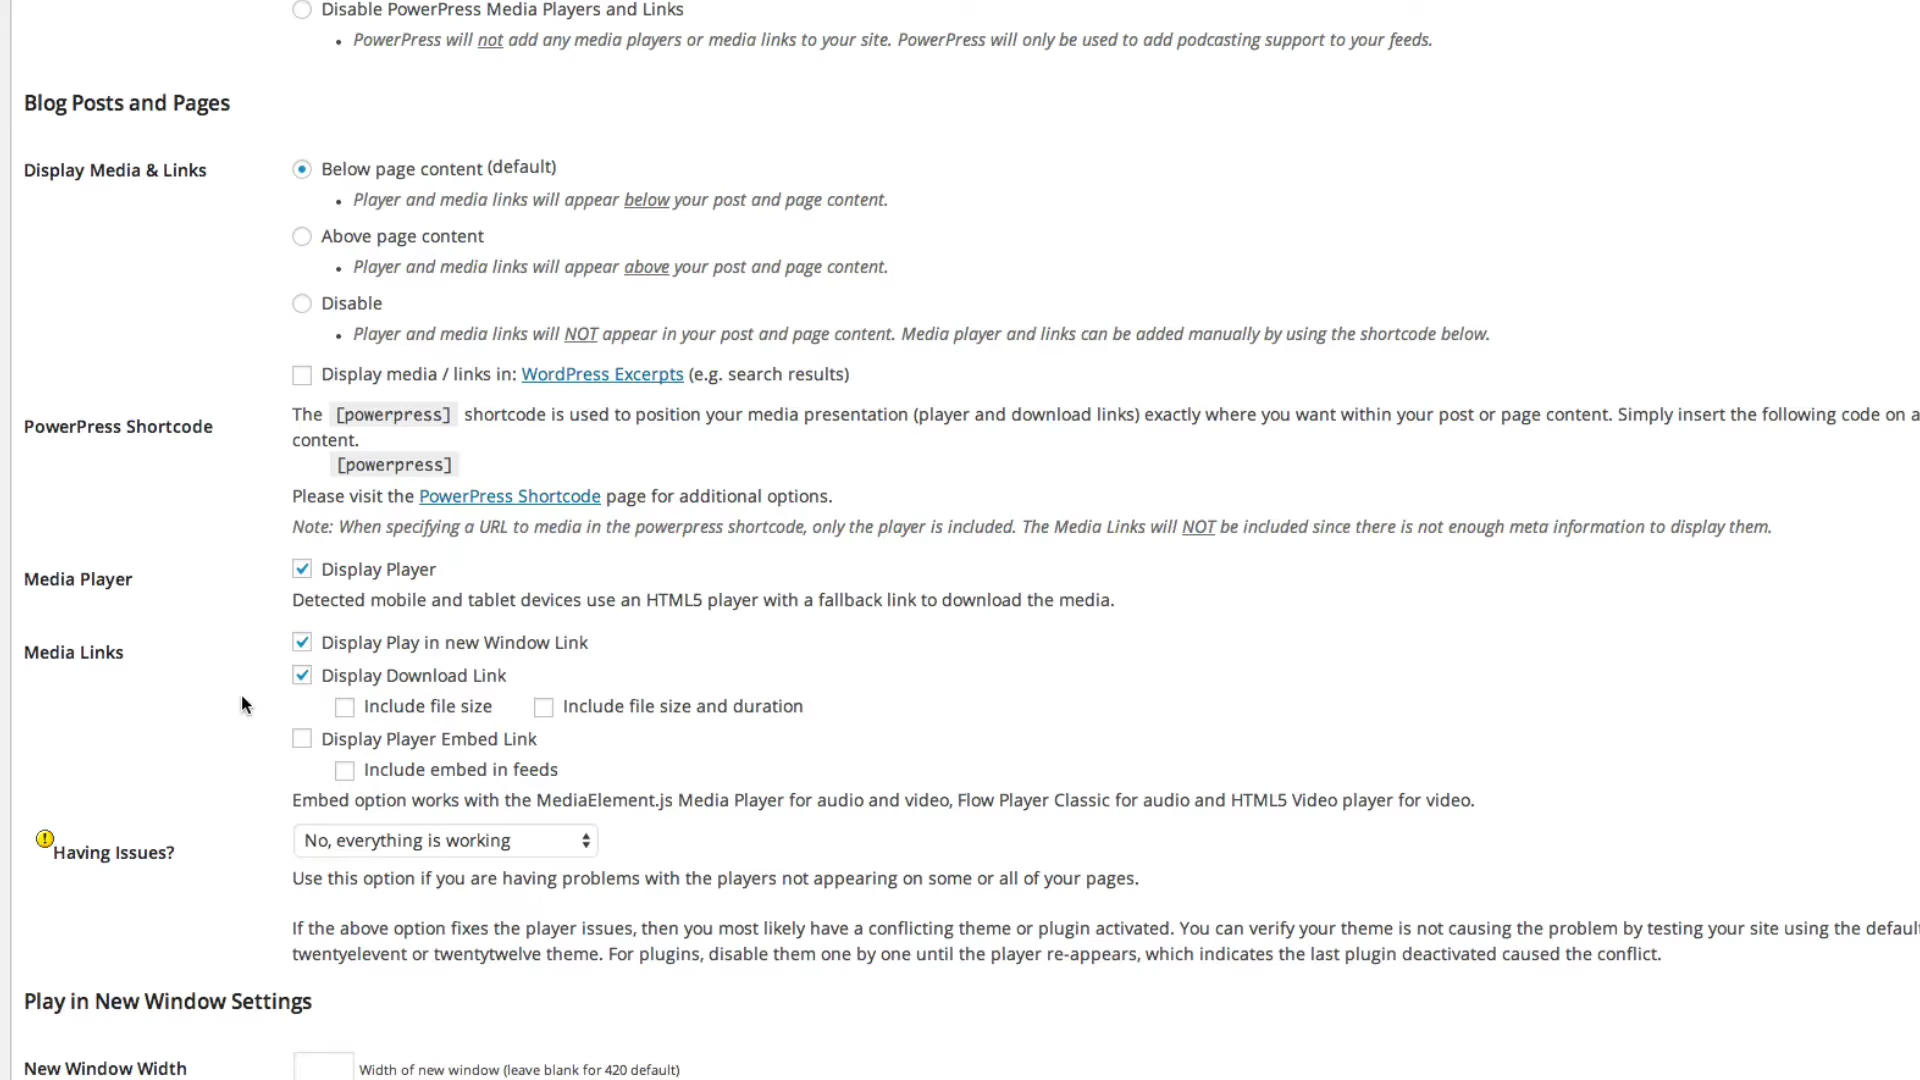 Disable PowerPress Media Players and Links
• PowerPress will not add any media players or media links to your site. PowerPress will only be used to add podcasting support to your feeds.
Blog Posts and Pages
Display Media & Links
Below page content (default)
• Player and media links will appear below your post and page content.
Above page content
• Player and media links will appear above your post and page content.
Disable
• Player and media links will NOT appear in your post and page content. Media player and links can be added manually by using the shortcode below.
Display media / links in: WordPress Excerpts (e.g. search results)
PowerPress Shortcode
The [powerpress] shortcode is used to position your media presentation (player and download links) exactly where you want within your post or page content. Simply insert the following code on a
content.
[powerpress]
Please visit the PowerPress Shortcode page for additional options.
Note: When specifying a URL to media in the powerpress shortcode, only the player is included. The Media Links will NOT be included since there is not enough meta information to display them.
Media Player
Display Player
Detected mobile and tablet devices use an HTML5 player with a fallback link to download the media.
Media Links
Display Play in new Window Link
Display Download Link
Include file size Include file size and duration
Display Player Embed Link
Include embed in feeds
Embed option works with the MediaElement.js Media Player for audio and video, Flow Player Classic for audio and HTML5 Video player for video.
Having Issues?
No, everything is working
Use this option if you are having problems with the players not appearing on some or all of your pages.
If the above option fixes the player issues, then you most likely have a conflicting theme or plugin activated. You can verify your theme is not causing the problem by testing your site using the defaul
twentyelevent or twentytwelve theme. For plugins, disable them one by one until the player re-appears, which indicates the last plugin deactivated caused the conflict.
Play in New Window Settings
New Window Width
Width of new window (leave blank for 420 default)